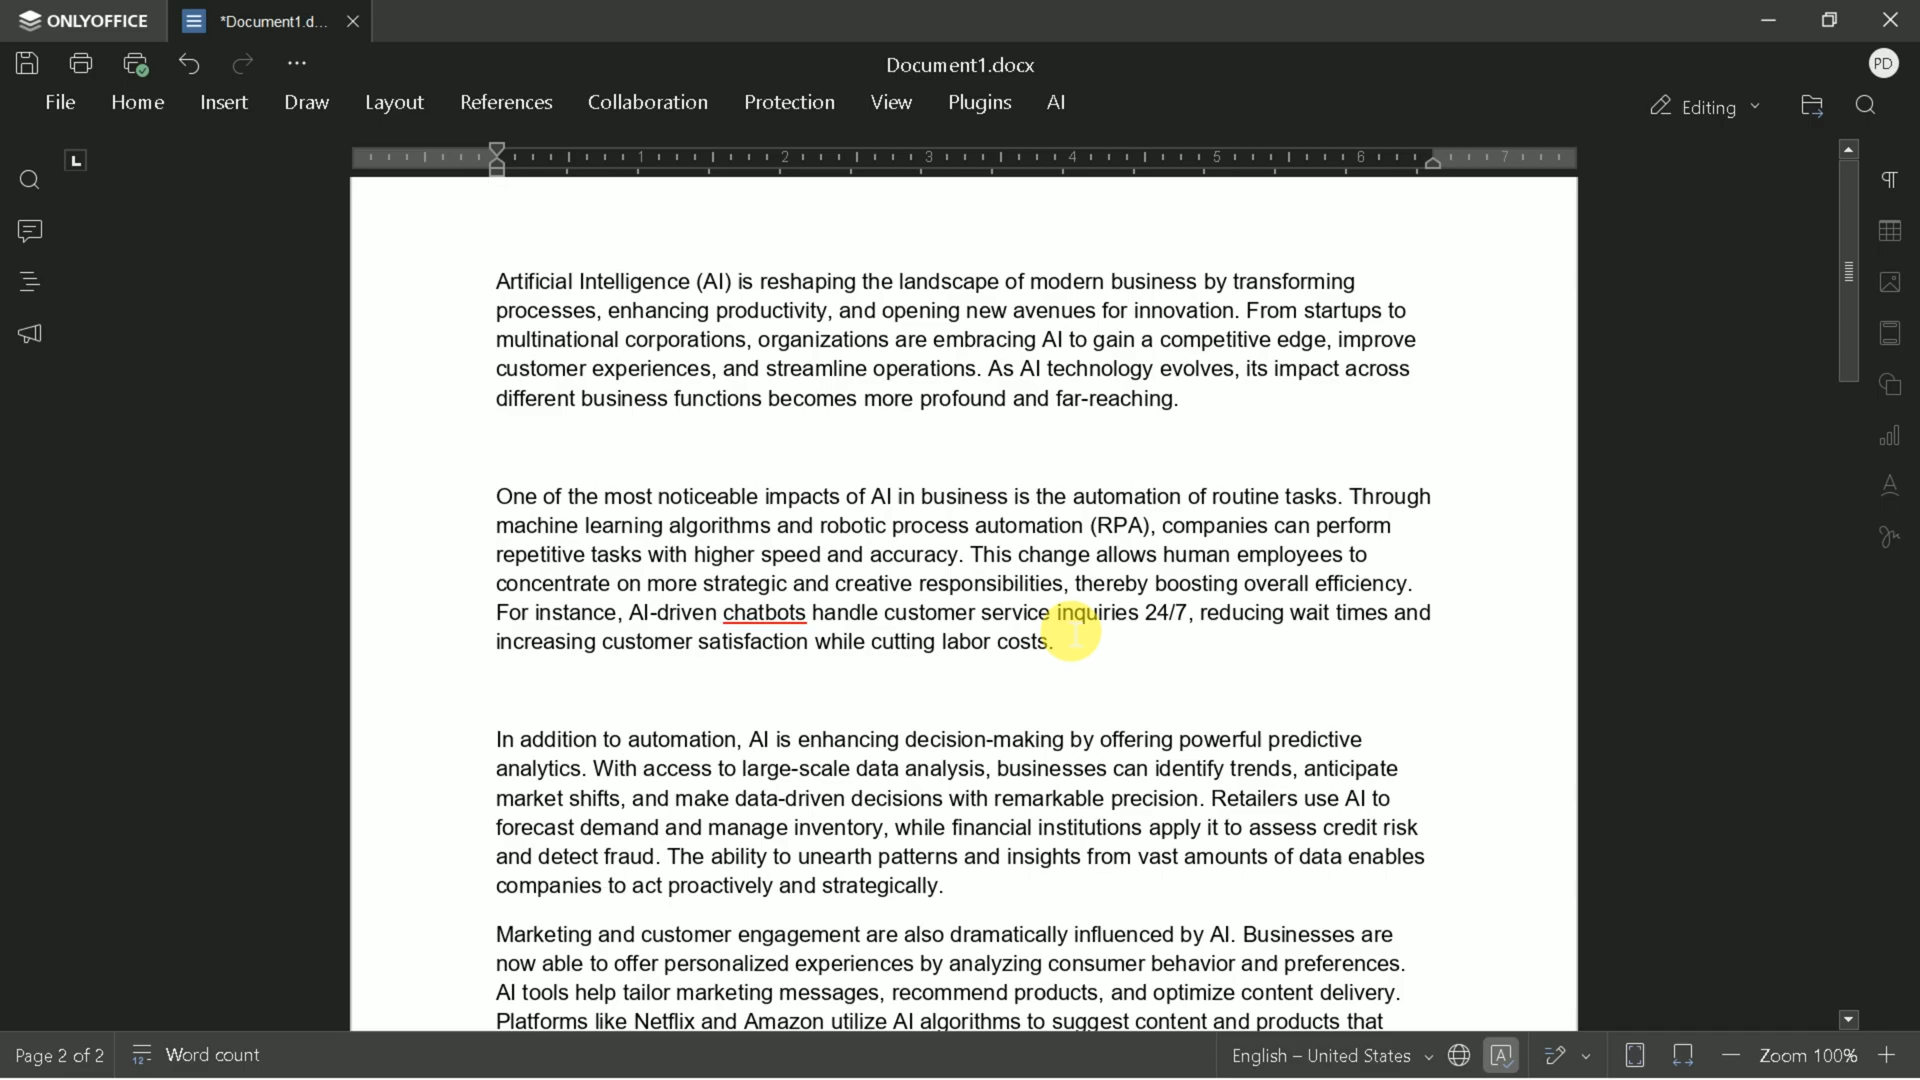 ONLYOFFICE
*Document1.d...
Document1.docx
PD
File Home Insert Draw Layout References Collaboration Protection View Plugins AI
Editing
L
1 2 3 4 5 6 7
Artificial Intelligence (AI) is reshaping the landscape of modern business by transforming
processes, enhancing productivity, and opening new avenues for innovation. From startups to
multinational corporations, organizations are embracing AI to gain a competitive edge, improve
customer experiences, and streamline operations. As AI technology evolves, its impact across
different business functions becomes more profound and far-reaching.
One of the most noticeable impacts of AI in business is the automation of routine tasks. Through
machine learning algorithms and robotic process automation (RPA), companies can perform
repetitive tasks with higher speed and accuracy. This change allows human employees to
concentrate on more strategic and creative responsibilities, thereby boosting overall efficiency.
For instance, AI-driven chatbots handle customer service inquiries 24/7, reducing wait times and
increasing customer satisfaction while cutting labor costs.
In addition to automation, AI is enhancing decision-making by offering powerful predictive
analytics. With access to large-scale data analysis, businesses can identify trends, anticipate
market shifts, and make data-driven decisions with remarkable precision. Retailers use AI to
forecast demand and manage inventory, while financial institutions apply it to assess credit risk
and detect fraud. The ability to unearth patterns and insights from vast amounts of data enables
companies to act proactively and strategically.
Marketing and customer engagement are also dramatically influenced by AI. Businesses are
now able to offer personalized experiences by analyzing consumer behavior and preferences.
AI tools help tailor marketing messages, recommend products, and optimize content delivery.
Platforms like Netflix and Amazon utilize AI algorithms to suggest content and products that
Page 2 of 2 Word count English – United States Zoom 100%